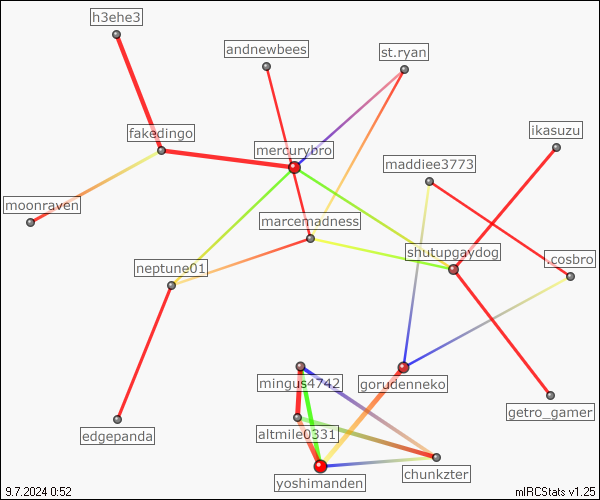 h3ehe3
andnewbees
st.ryan
fakedingo
mercurybro
ikasuzu
maddiee3773
moonraven
marcemadness
shutupgaydog
.cosbro
neptune01
mingus4742
gorudenneko
getro_gamer
edgepanda
altmile0331
chunkzter
yoshimanden
9.7.2024 0:52
mIRCStats v1.25